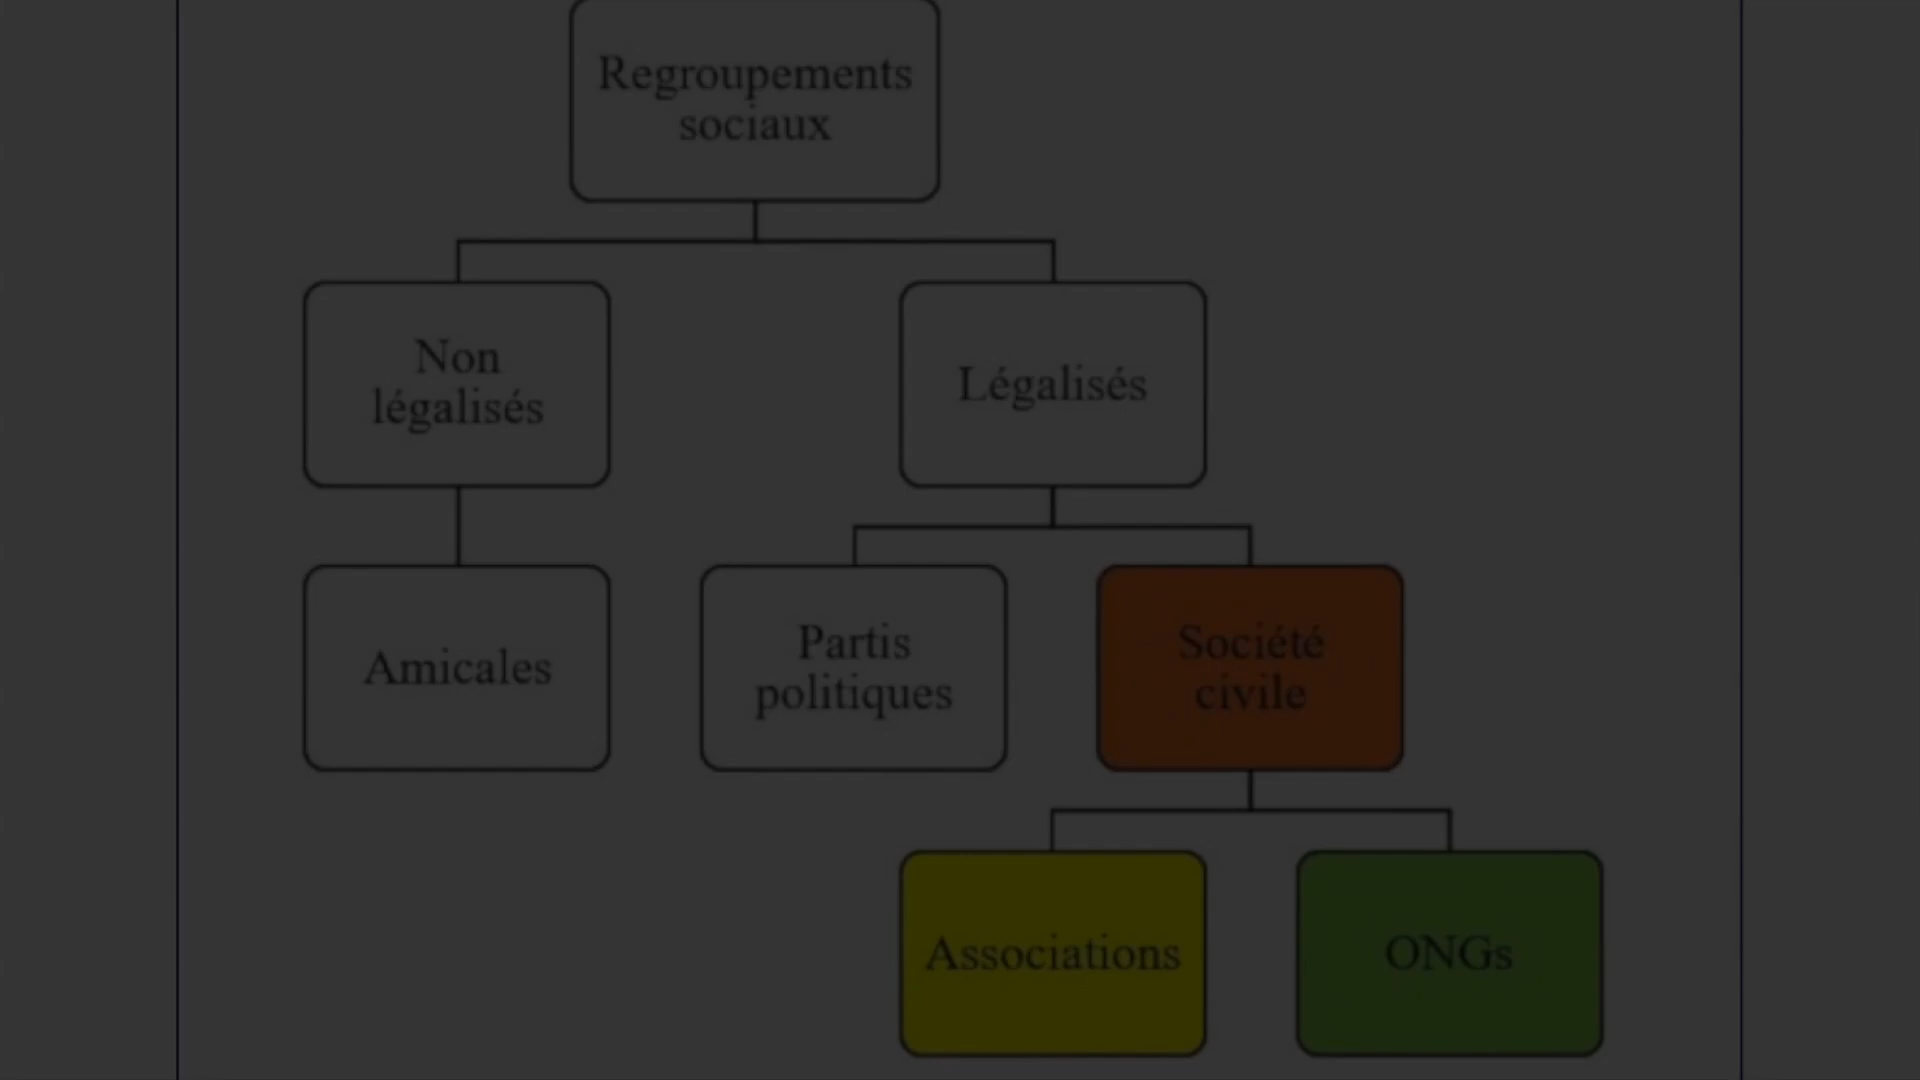 Regroupements
sociaux
Non
légalisés
Légalisés
Amicales
Partis
politiques
Société
civile
Associations
ONGs